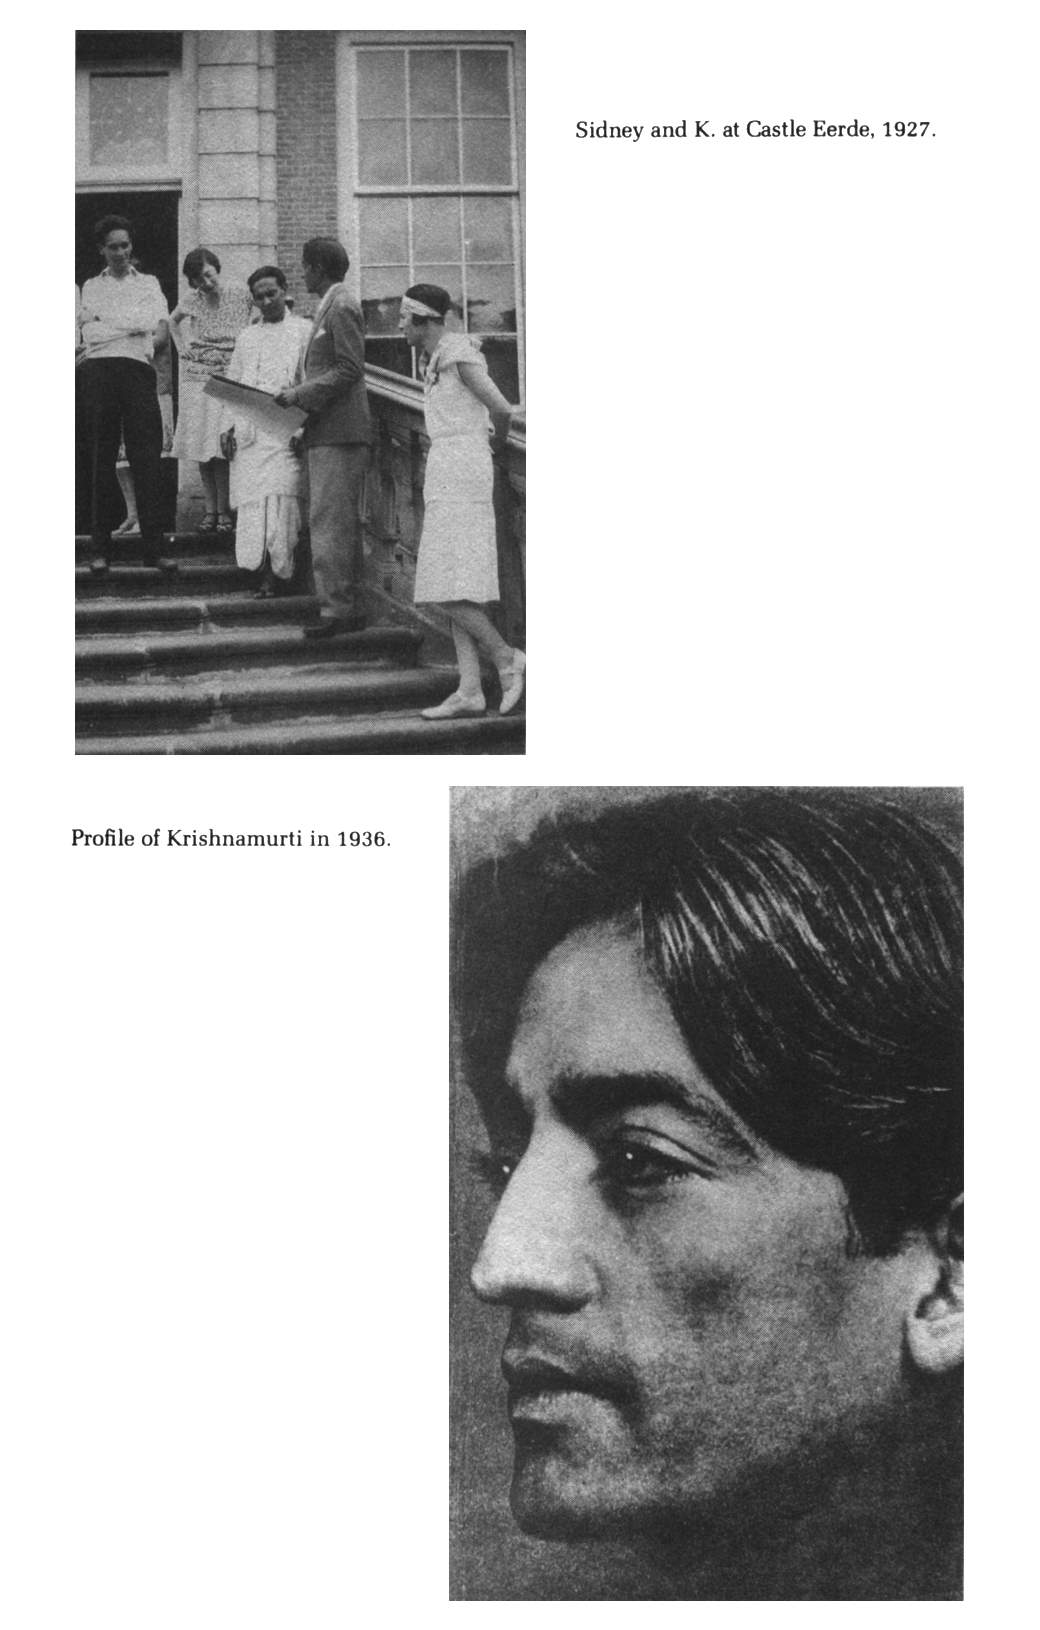 Sidney and K. at Castle Eerde, 1927.
Profile of Krishnamurti in 1936.